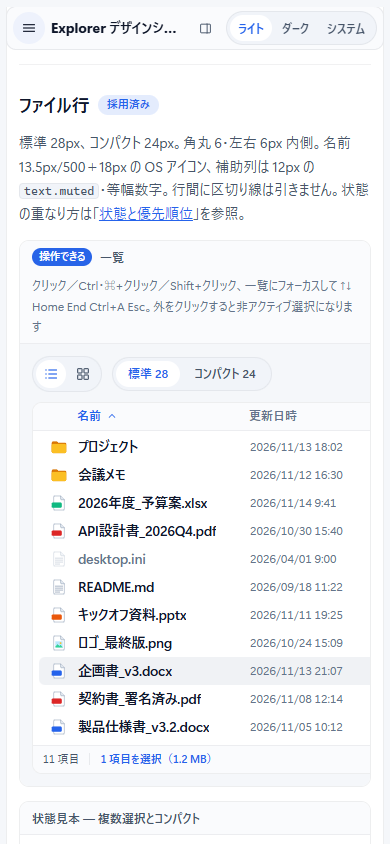 Explorer デザインシ...
ライト ダーク システム
ファイル行 採用済み
標準 28px、コンパクト 24px。角丸 6・左右 6px 内側。名前
13.5px/500＋18px の OS アイコン、補助列は 12px の
text.muted・等幅数字。行間に区切り線は引きません。状態
の重なり方は「状態と優先順位」を参照。
操作できる 一覧
クリック／Ctrl・⌘＋クリック／Shift＋クリック、一覧にフォーカスして ↑↓
Home End Ctrl+A Esc。外をクリックすると非アクティブ選択になりま
す
標準 28 コンパクト 24
名前 更新日時
プロジェクト 2026/11/13 18:02
会議メモ 2026/11/12 16:30
2026年度_予算案.xlsx 2026/11/14 9:41
API設計書_2026Q4.pdf 2026/10/30 15:40
desktop.ini 2026/04/01 9:00
README.md 2026/09/18 11:22
キックオフ資料.pptx 2026/11/11 19:25
ロゴ_最終版.png 2026/10/24 15:09
企画書_v3.docx 2026/11/13 21:07
契約書_署名済み.pdf 2026/11/08 12:14
製品仕様書_v3.2.docx 2026/11/05 10:12
11 項目 1 項目を選択（1.2 MB）
状態見本 — 複数選択とコンパクト